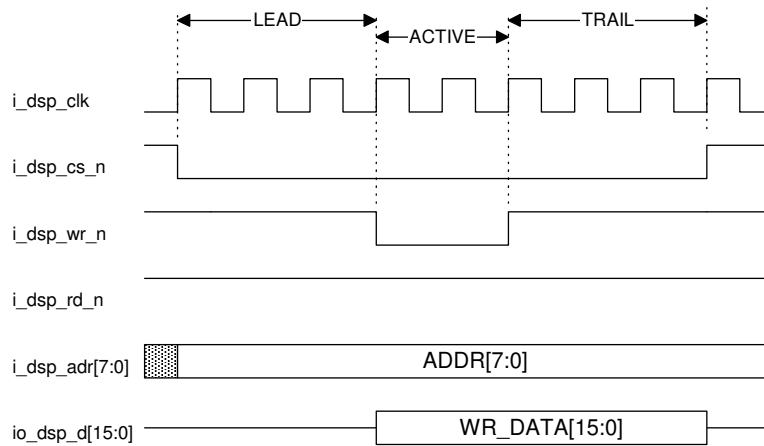 LEAD
TRAIL
ACTIVE
i_dsp_clk
i_dsp_cs_n
i_dsp_wr_n
i_dsp_rd_n
i_dsp_adr[7:0]
ADDR[7:0]
io_dsp_d[15:0]
WR_DATA[15:0]